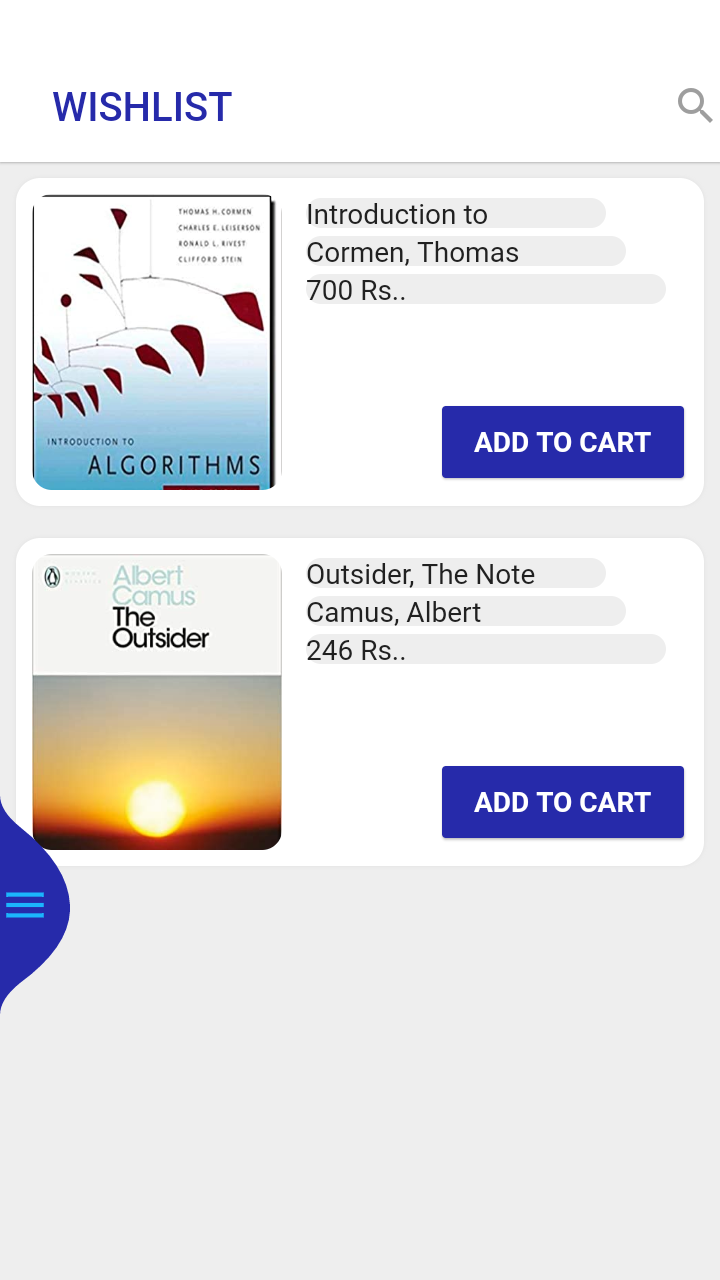 WISHLIST
THOMAS H. CORMEN
CHARLES E. LEISERSON
RONALD L. RIVEST
CLIFFORD STEIN
INTRODUCTION TO
ALGORITHMS
Introduction to
Cormen, Thomas
700 Rs..
ADD TO CART
Albert
Camus
The
Outsider
Outsider, The Note
Camus, Albert
246 Rs..
ADD TO CART